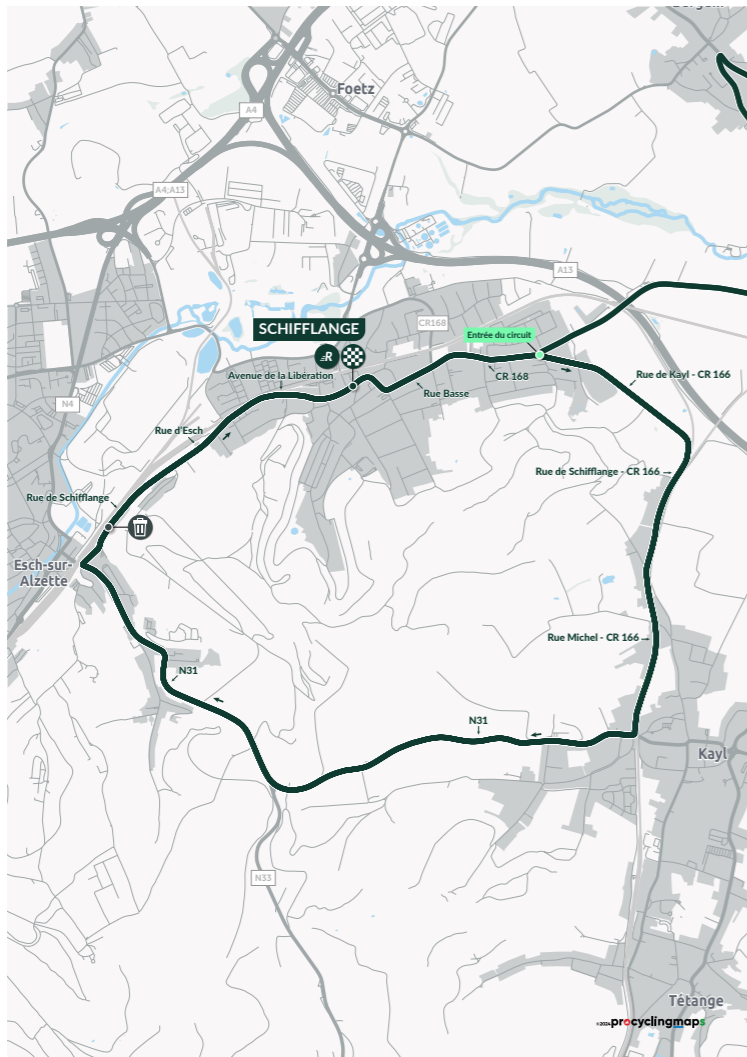 Foetz
A4
A4;A13
A13
SCHIFFLANGE
CR168
Entrée du circuit
R
Avenue de la Libération
Rue Basse
CR 168
Rue de Kayl - CR 166
N4
Rue d'Esch
Rue de Schifflange - CR 166
Rue de Schifflange
Esch-sur-
Alzette
Rue Michel - CR 166
N31
N31
Kayl
N33
Tétange
©2024 procyclingmaps